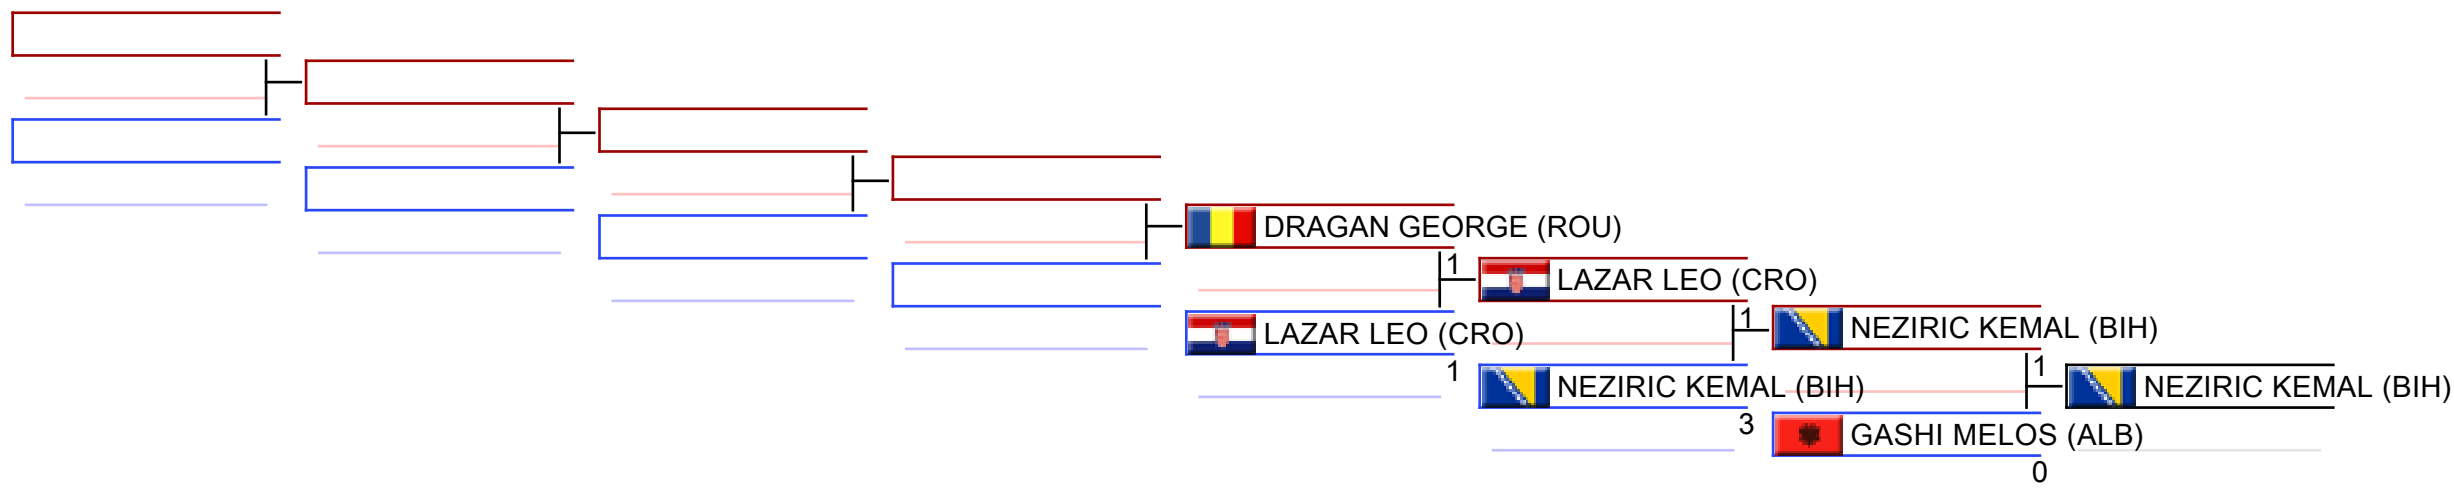 DRAGAN GEORGE (ROU)
1
LAZAR LEO (CRO)
1
LAZAR LEO (CRO)
1
NEZIRIC KEMAL (BIH)
3
NEZIRIC KEMAL (BIH)
1
GASHI MELOS (ALB)
0
NEZIRIC KEMAL (BIH)